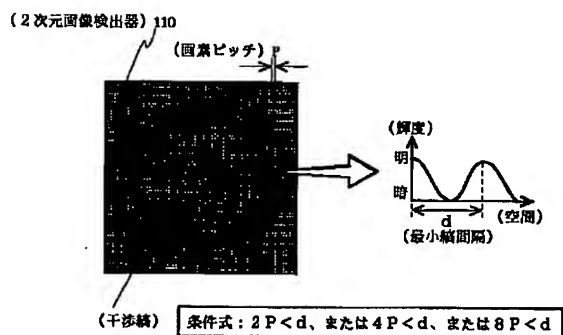 (2次元画像検出器) 110
(画素ピッチ) P
(輝度)
明
暗
d
(空間)
(最小縞間隔)
(干渉縞)
条件式:2P<d、または4P<d、または8P<d